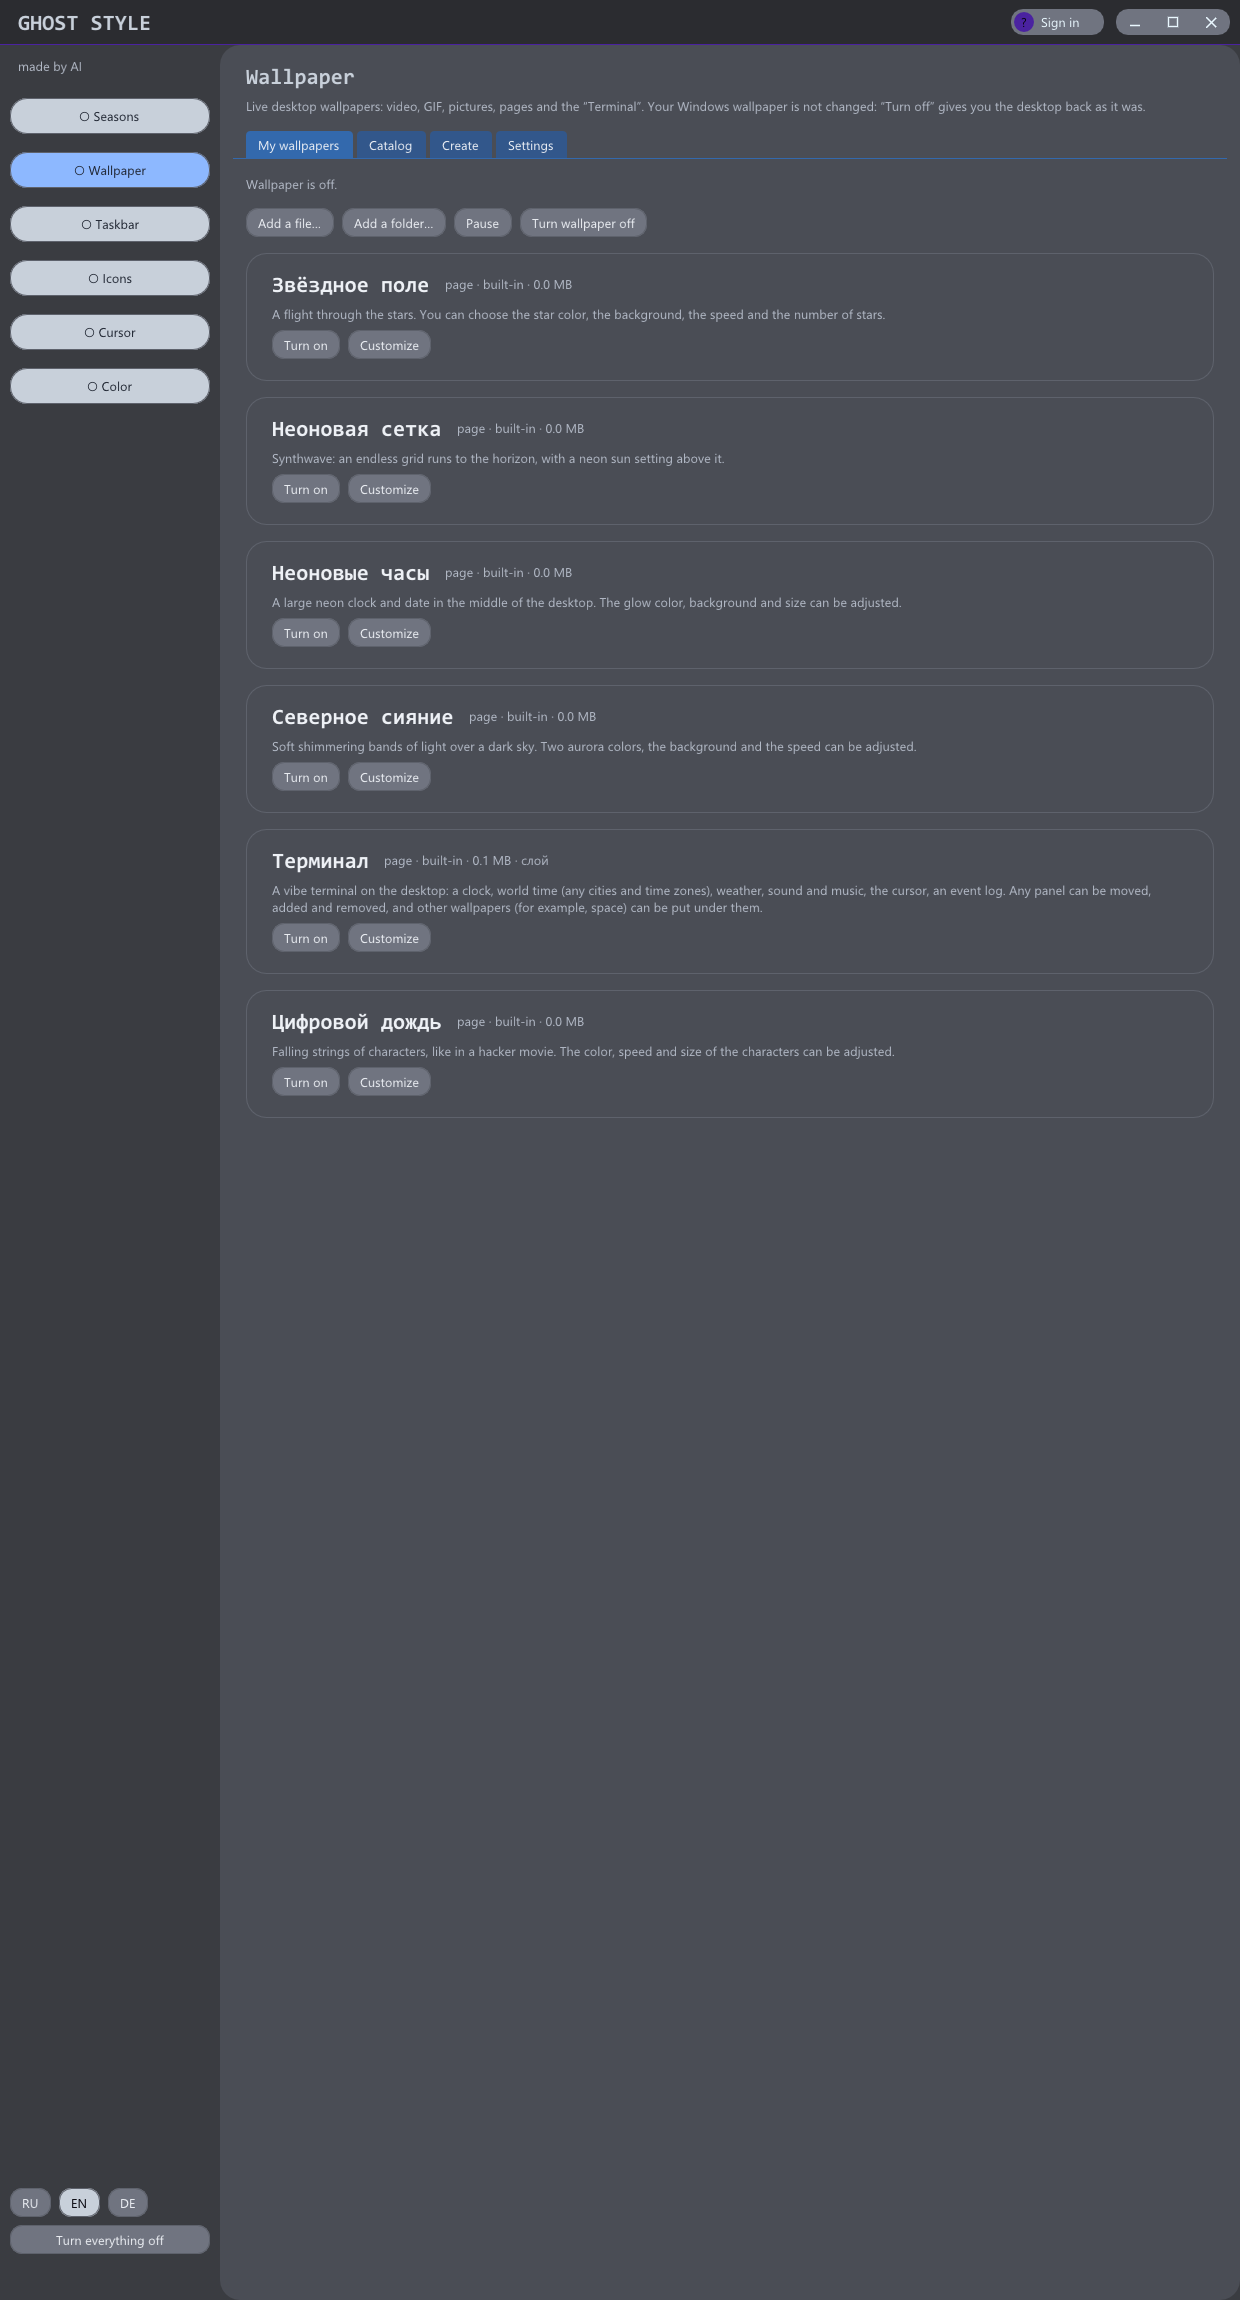 GHOST STYLE
? Sign in
made by AI
Seasons
Wallpaper
Taskbar
Icons
Cursor
Color
RU EN DE
Turn everything off
Wallpaper
Live desktop wallpapers: video, GIF, pictures, pages and the "Terminal". Your Windows wallpaper is not changed: "Turn off" gives you the desktop back as it was.
My wallpapers Catalog Create Settings
Wallpaper is off.
Add a file... Add a folder... Pause Turn wallpaper off
Звёздное поле page · built-in · 0.0 MB
A flight through the stars. You can choose the star color, the background, the speed and the number of stars.
Turn on Customize
Неоновая сетка page · built-in · 0.0 MB
Synthwave: an endless grid runs to the horizon, with a neon sun setting above it.
Turn on Customize
Неоновые часы page · built-in · 0.0 MB
A large neon clock and date in the middle of the desktop. The glow color, background and size can be adjusted.
Turn on Customize
Северное сияние page · built-in · 0.0 MB
Soft shimmering bands of light over a dark sky. Two aurora colors, the background and the speed can be adjusted.
Turn on Customize
Терминал page · built-in · 0.1 MB · слой
A vibe terminal on the desktop: a clock, world time (any cities and time zones), weather, sound and music, the cursor, an event log. Any panel can be moved,
added and removed, and other wallpapers (for example, space) can be put under them.
Turn on Customize
Цифровой дождь page · built-in · 0.0 MB
Falling strings of characters, like in a hacker movie. The color, speed and size of the characters can be adjusted.
Turn on Customize